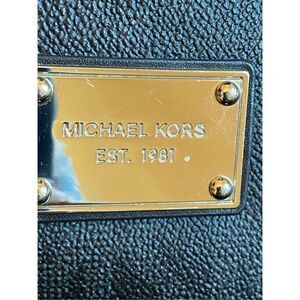 MICHAEL KORS
EST. 1981